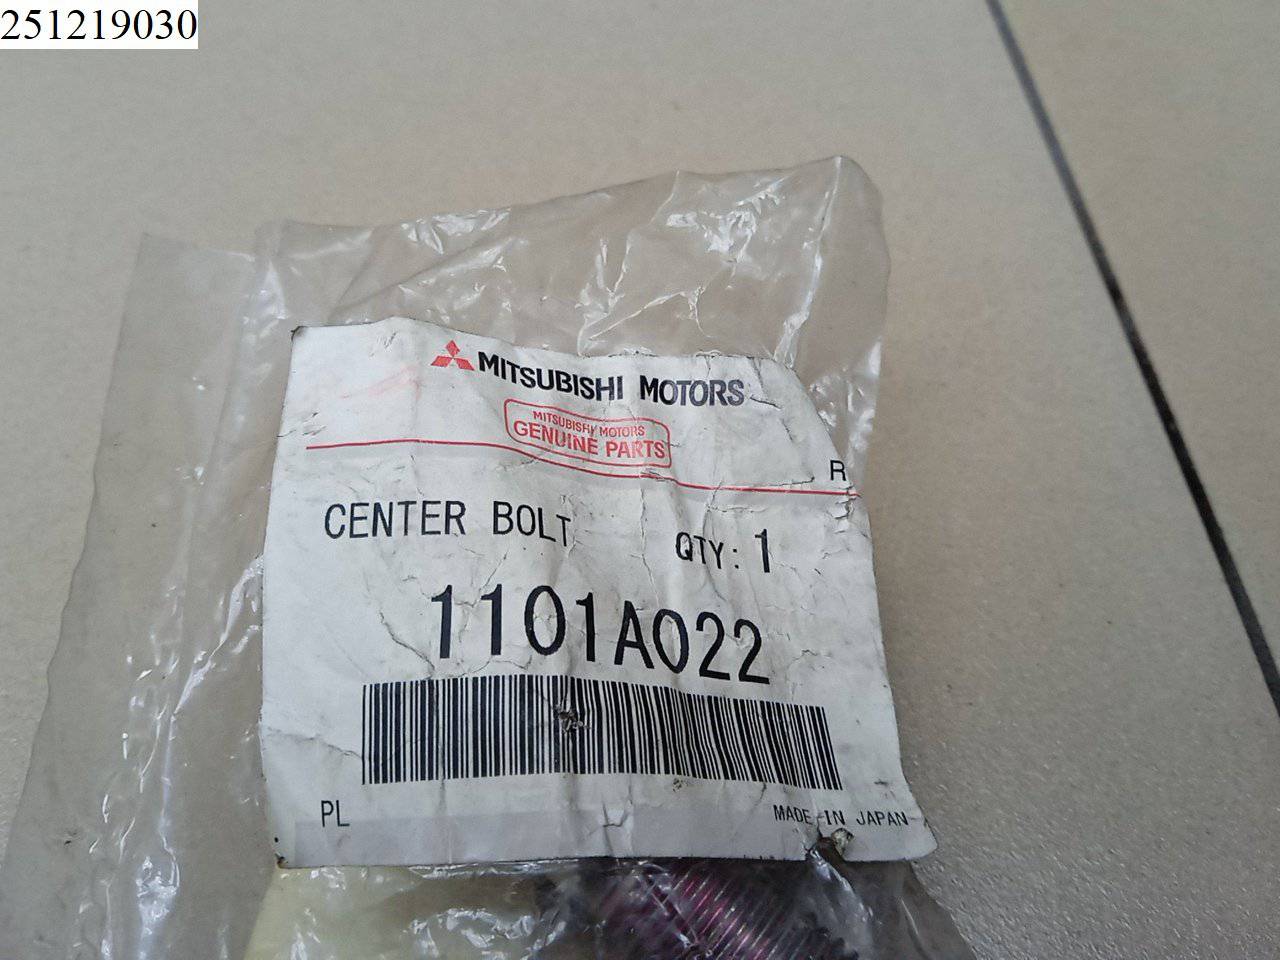 251219030
MITSUBISHI MOTORS
MITSUBISHI MOTORS
GENUINE PARTS
R
CENTER BOLT QTY: 1
1101A022
PL MADE IN JAPAN